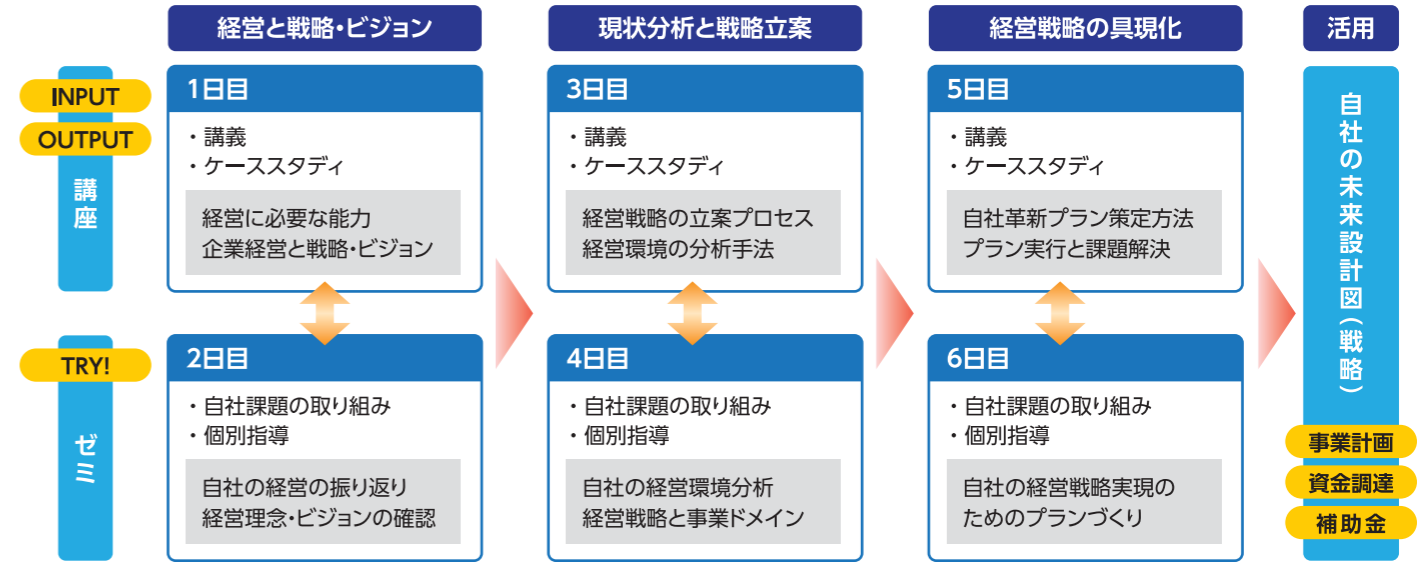 経営と戦略・ビジョン
現状分析と戦略立案
経営戦略の具現化
活用
INPUT
OUTPUT
講座
1日目
・講義
・ケーススタディ
経営に必要な能力
企業経営と戦略・ビジョン
3日目
・講義
・ケーススタディ
経営戦略の立案プロセス
経営環境の分析手法
5日目
・講義
・ケーススタディ
自社革新プラン策定方法
プラン実行と課題解決
TRY!
ゼミ
2日目
・自社課題の取り組み
・個別指導
自社の経営の振り返り
経営理念・ビジョンの確認
4日目
・自社課題の取り組み
・個別指導
自社の経営環境分析
経営戦略と事業ドメイン
6日目
・自社課題の取り組み
・個別指導
自社の経営戦略実現の
ためのプランづくり
自社の未来設計図(戦略)
事業計画
資金調達
補助金